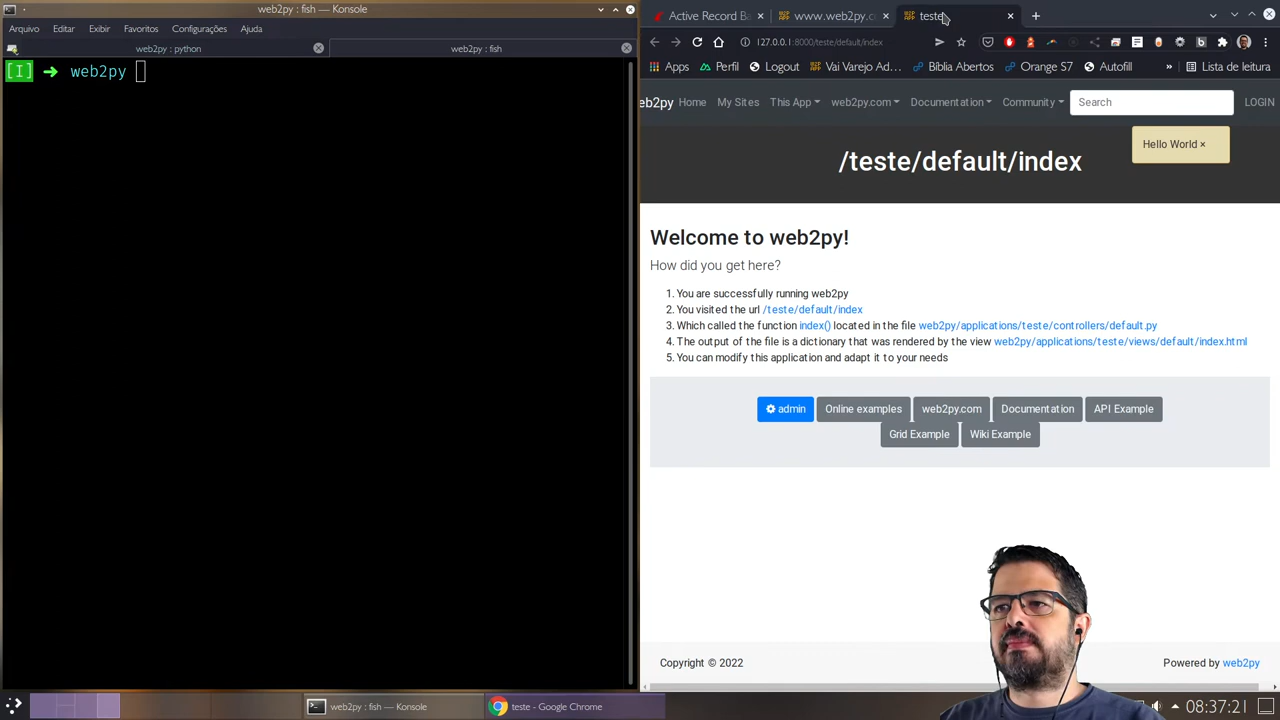 web2py : fish — Konsole
Arquivo Editar Exibir Favoritos Configurações Ajuda
web2py : python
web2py : fish
[I] ➜ web2py
Active Record Ba
www.web2py.c
teste
127.0.0.1:8000/teste/default/index
Apps Perfil Logout Vai Varejo Ad... Bíblia Abertos Orange S7 Autofill » Lista de leitura
eb2py Home My Sites This App web2py.com Documentation Community Search LOGIN
Hello World ×
/teste/default/index
Welcome to web2py!
How did you get here?
1. You are successfully running web2py
2. You visited the url /teste/default/index
3. Which called the function index() located in the file web2py/applications/teste/controllers/default.py
4. The output of the file is a dictionary that was rendered by the view web2py/applications/teste/views/default/index.html
5. You can modify this application and adapt it to your needs
admin Online examples web2py.com Documentation API Example
Grid Example Wiki Example
Copyright © 2022
Powered by web2py
web2py : fish — Konsole
teste - Google Chrome
08:37:21